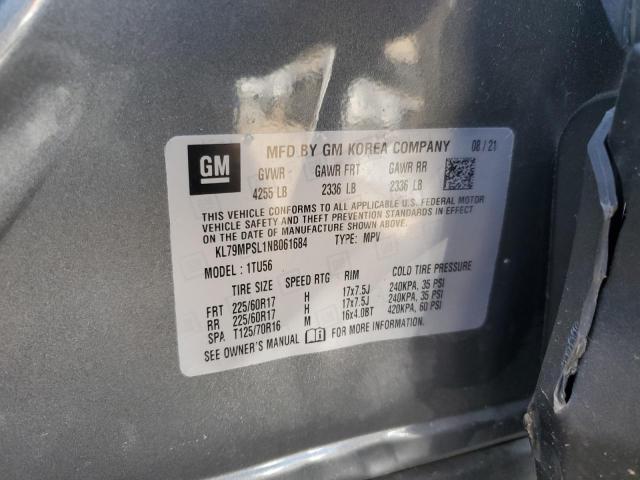 GM
MFD BY GM KOREA COMPANY 08 / 21
GVWR GAWR FRT GAWR RR
4255 LB 2336 LB 2336 LB
THIS VEHICLE CONFORMS TO ALL APPLICABLE U.S. FEDERAL MOTOR
VEHICLE SAFETY AND THEFT PREVENTION STANDARDS IN EFFECT
ON THE DATE OF MANUFACTURE SHOWN ABOVE.
KL79MPSL1NB061684 TYPE: MPV
MODEL : 1TU56
TIRE SIZE SPEED RTG RIM COLD TIRE PRESSURE
FRT 225/60R17 H 17x7.5J 240KPA, 35 PSI
RR 225/60R17 H 17x7.5J 240KPA, 35 PSI
SPA T125/70R16 M 16x4.0BT 420KPA, 60 PSI
SEE OWNER'S MANUAL FOR MORE INFORMATION.